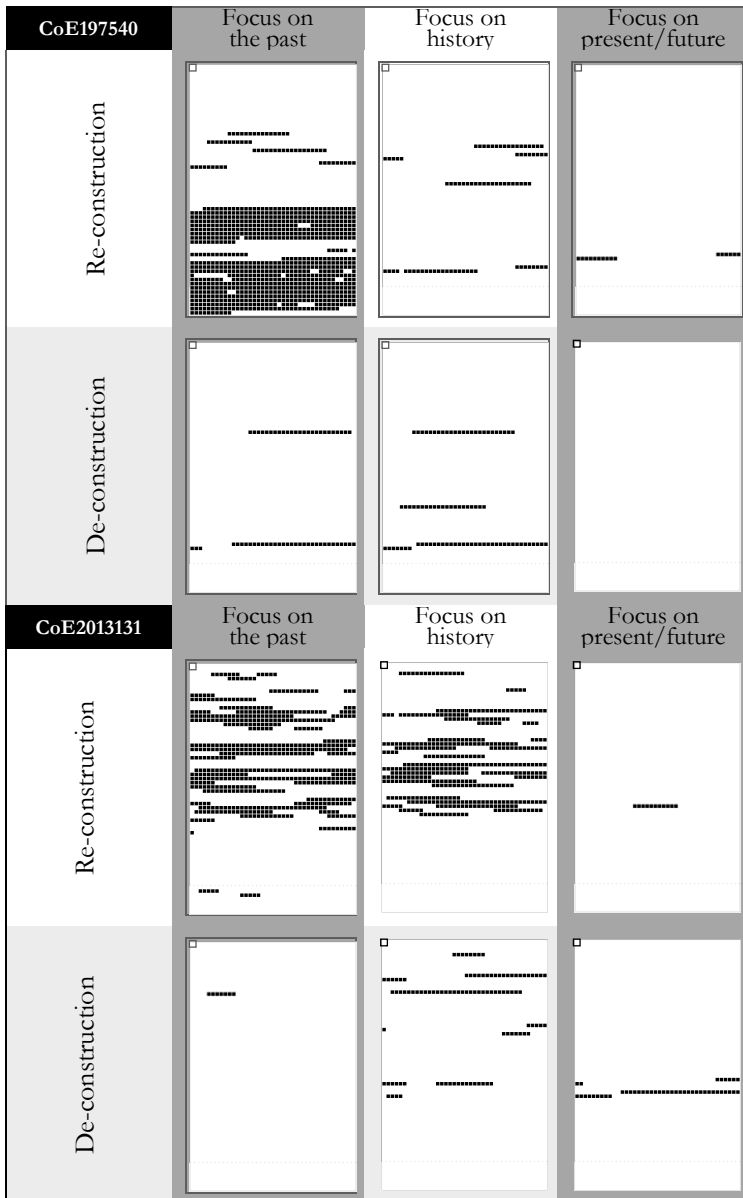 CoE197540
Focus on
the past
Focus on
history
Focus on
present/future
Re-construction
De-construction
CoE2013131
Focus on
the past
Focus on
history
Focus on
present/future
Re-construction
De-construction